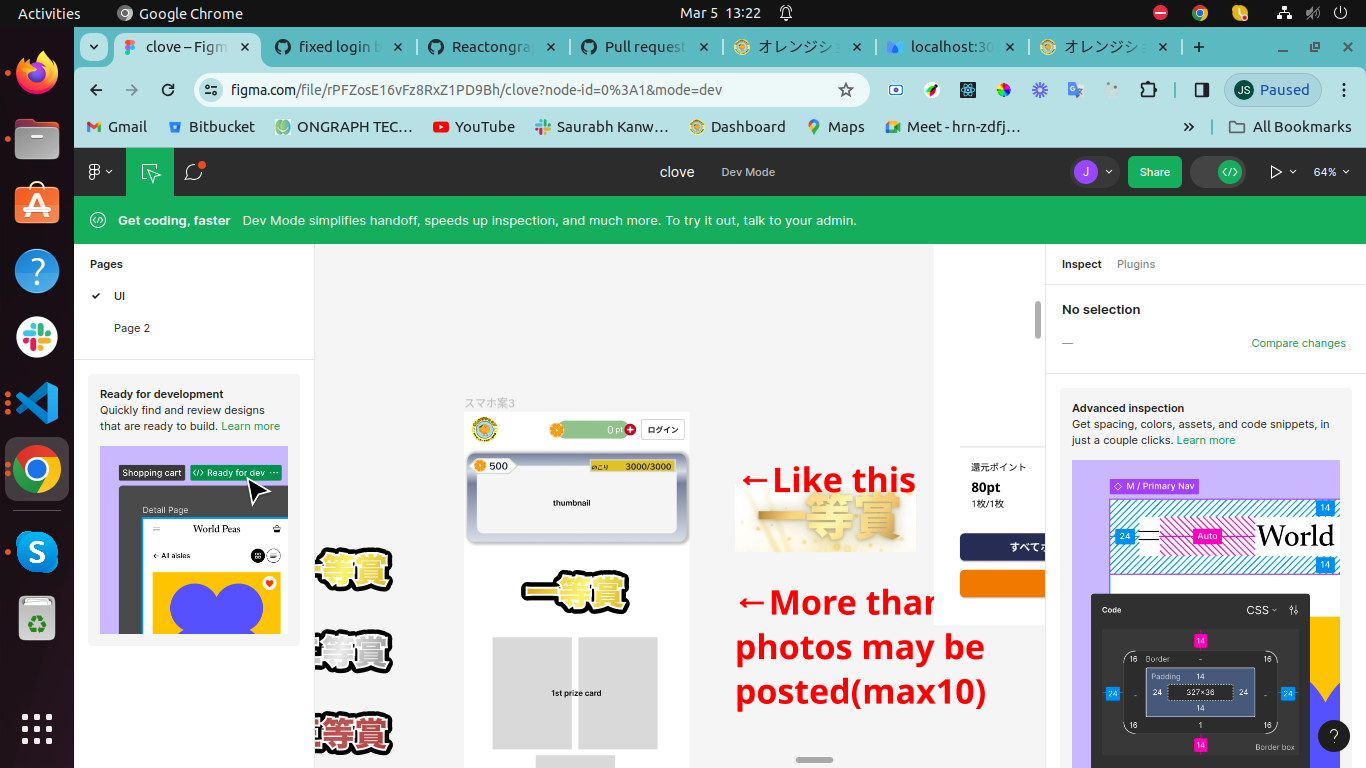 Activities
Google Chrome
Mar 5 13:22
clove – Figm
fixed login b
Reactongra
Pull request
オレンジショ
localhost:30
オレンジショ
figma.com/file/rPFZosE16vFz8RxZ1PD9Bh/clove?node-id=0%3A1&mode=dev
JS
Paused
Gmail
Bitbucket
ONGRAPH TEC…
YouTube
Saurabh Kanw…
Dashboard
Maps
Meet - hrn-zdfj…
»
All Bookmarks
clove
Dev Mode
J
Share
64%
Get coding, faster Dev Mode simplifies handoff, speeds up inspection, and much more. To try it out, talk to your admin.
Pages
UI
Page 2
Ready for development
Quickly find and review designs
that are ready to build. Learn more
Shopping cart
</> Ready for dev ···
Detail Page
World Peas
← All aisles
スマホ案3
0 pt
ログイン
500
のこり 3000/3000
thumbnail
一等賞
1st prize card
←Like this
一等賞
←More than
photos may be
posted(max10)
還元ポイント
80pt
1枚/1枚
すべてポ
Inspect
Plugins
No selection
—
Compare changes
Advanced inspection
Get spacing, colors, assets, and code snippets, in
just a couple clicks. Learn more
M / Primary Nav
14
24
Auto
World
14
Code
CSS
14
16
Border
-
16
Padding
14
24
-
24
327×36
24
-
24
14
16
1
16
14
Border box
?